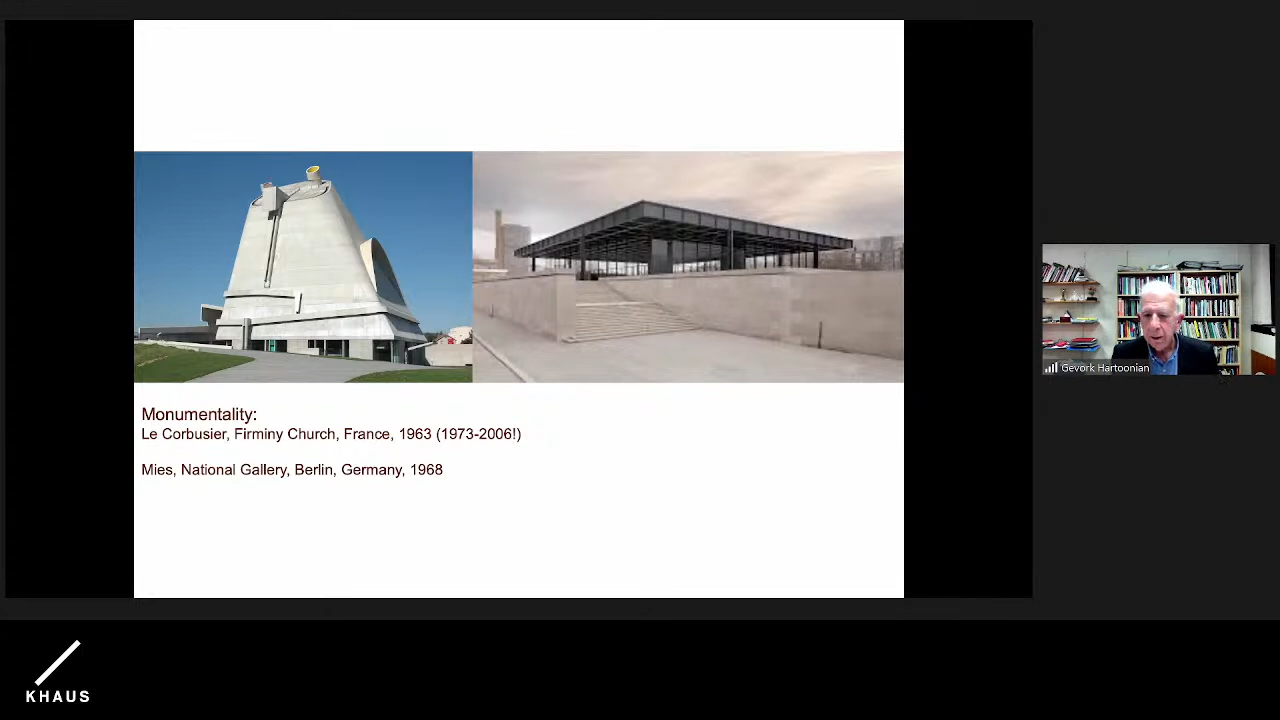 Monumentality:
Le Corbusier, Firminy Church, France, 1963 (1973-2006!)
Mies, National Gallery, Berlin, Germany, 1968
Gevork Hartoonian
KHAUS